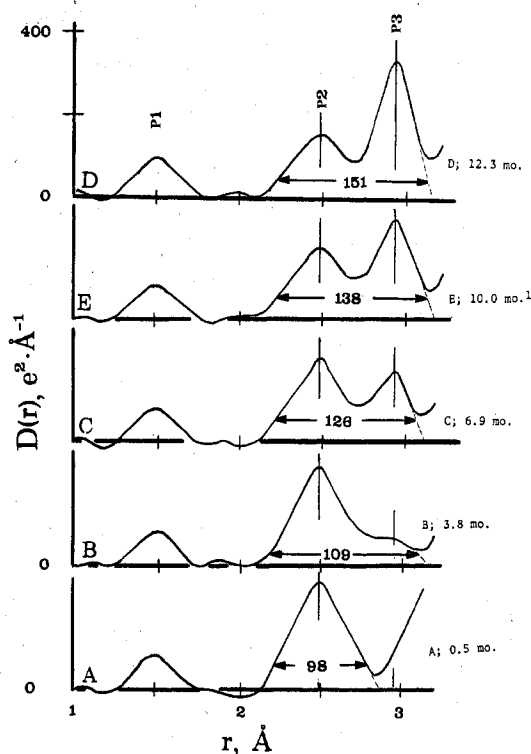 400
P1
P2
P3
D
0
151
D; 12.3 mo.
E
138
E; 10.0 mo.1
D(r), e²·Å⁻¹
C
126
C; 6.9 mo.
B
0
109
B; 3.8 mo.
A
0
98
A; 0.5 mo.
1
2
3
r, Å